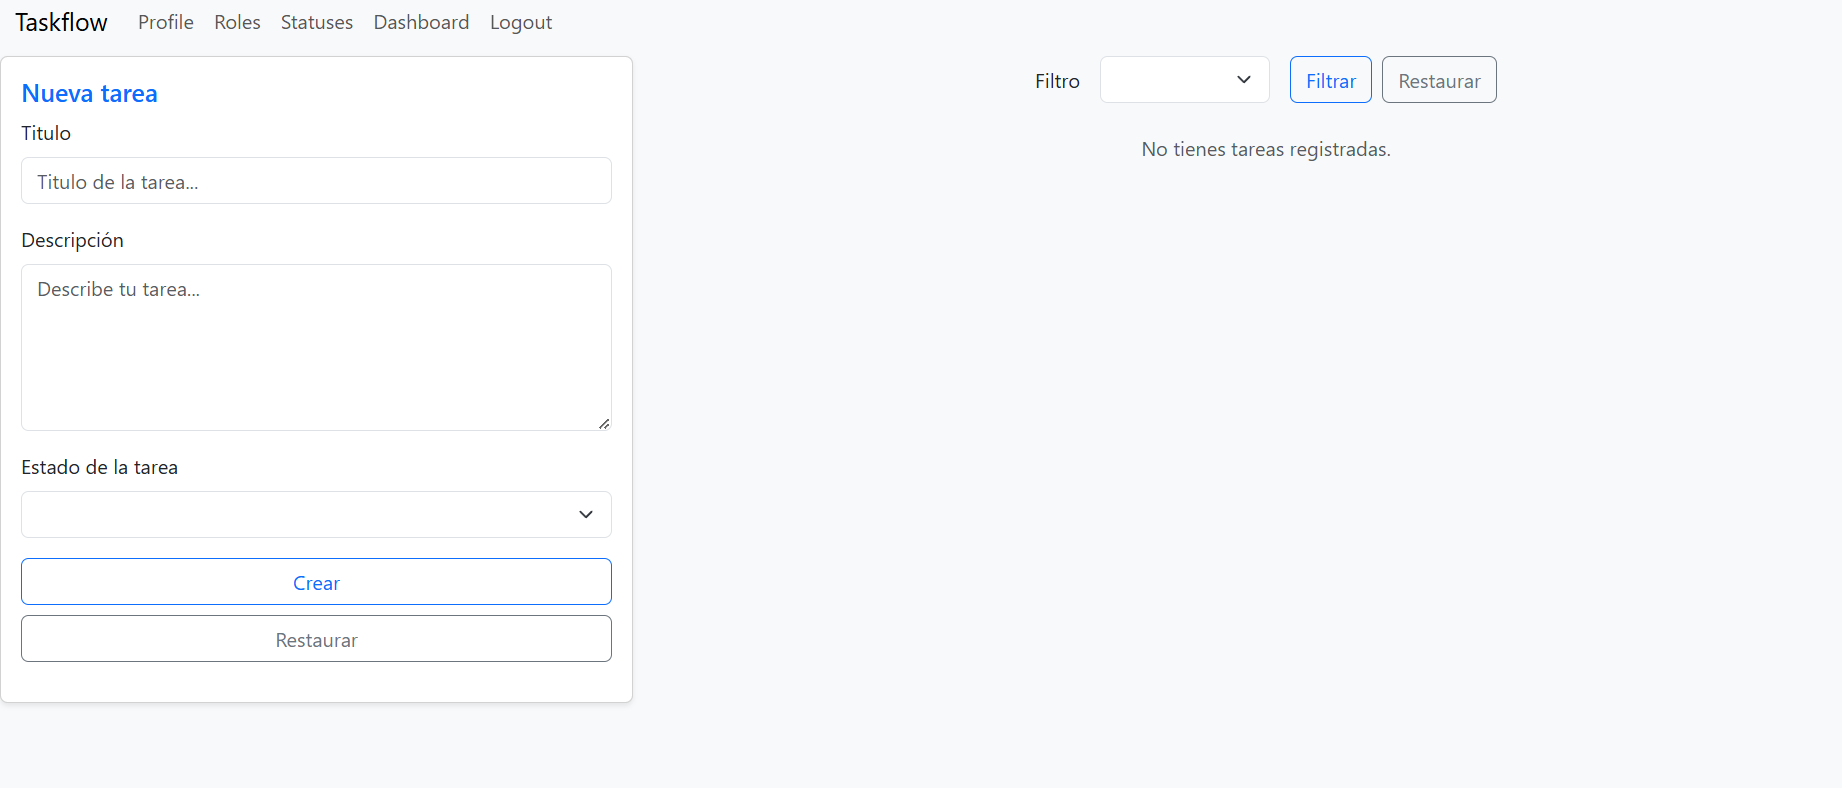 Taskflow Profile Roles Statuses Dashboard Logout
Nueva tarea
Titulo
Titulo de la tarea...
Descripción
Describe tu tarea...
Estado de la tarea
Crear
Restaurar
Filtro Filtrar Restaurar
No tienes tareas registradas.